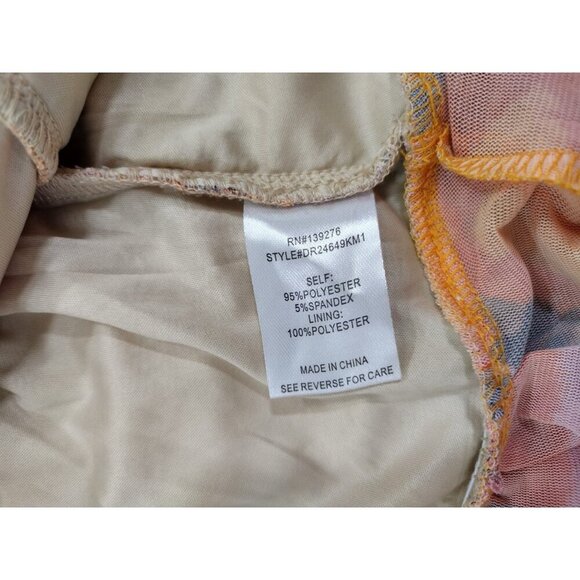 RN#139276
STYLE#DR24649KM1
SELF:
95%POLYESTER
5%SPANDEX
LINING:
100%POLYESTER
MADE IN CHINA
SEE REVERSE FOR CARE